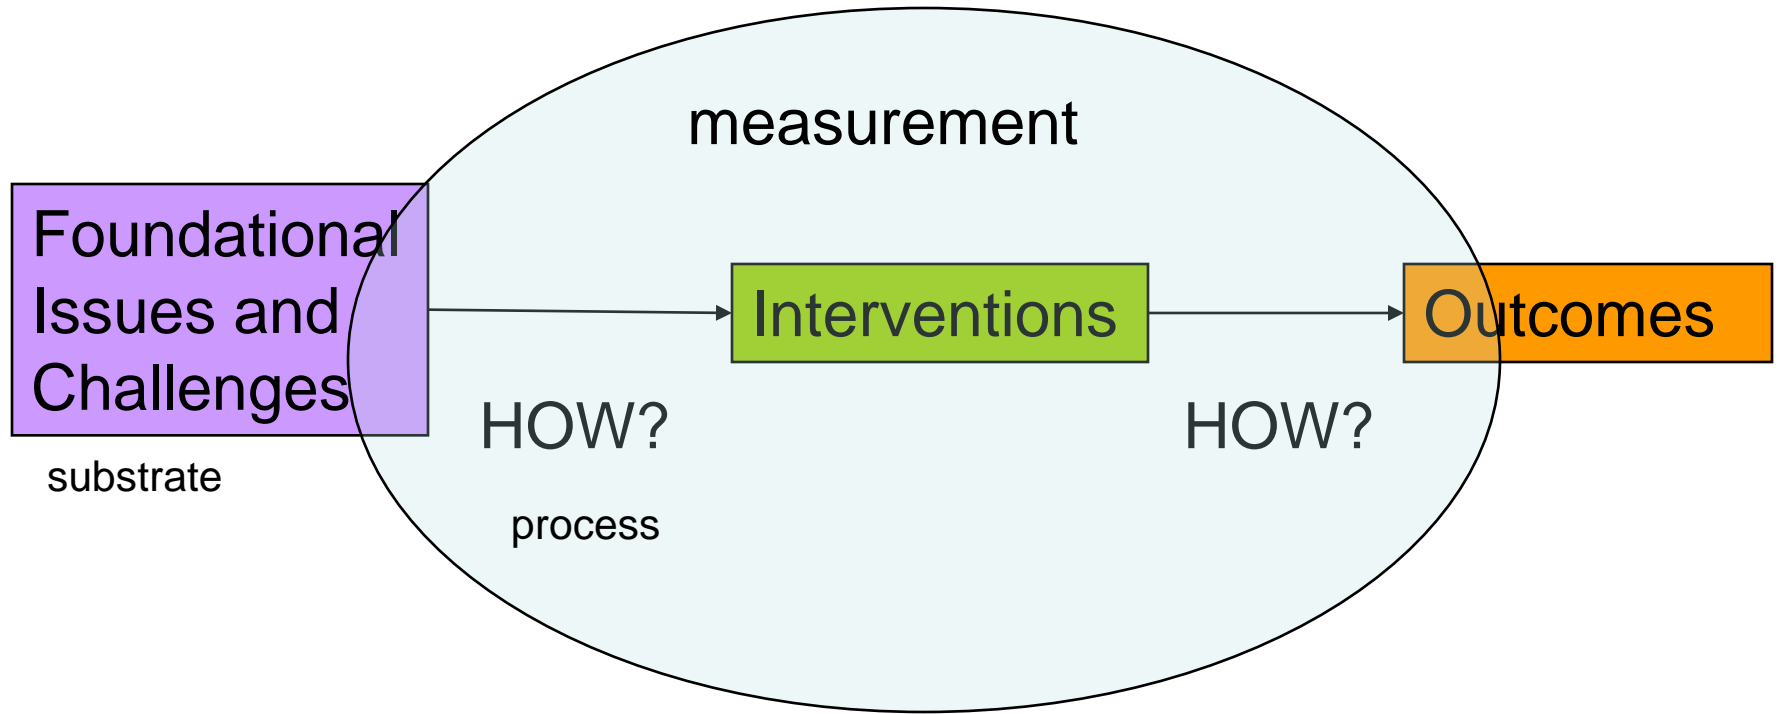 measurement
Foundational
Issues and
Challenges
Interventions
Outcomes
HOW?
HOW?
substrate
process